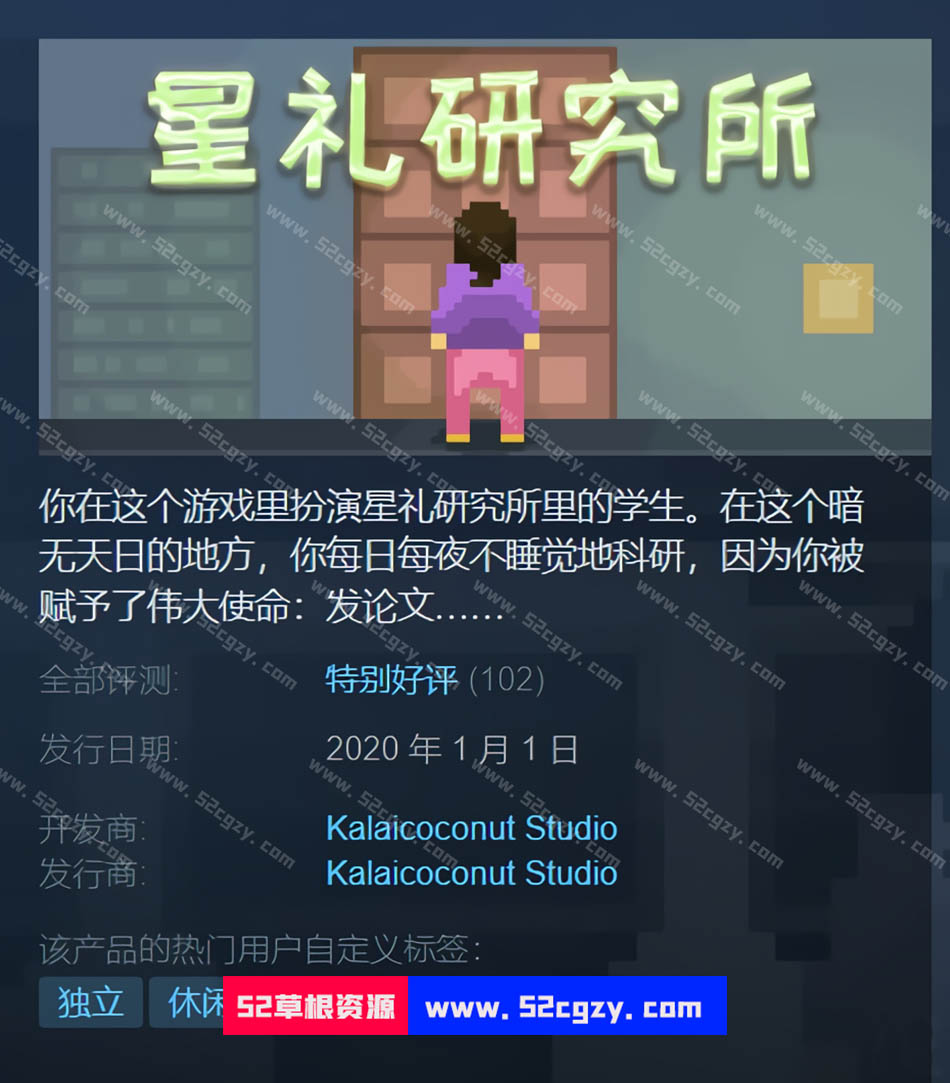 星礼研究所
你在这个游戏里扮演星礼研究所里的学生。在这个暗
无天日的地方，你每日每夜不睡觉地科研，因为你被
赋予了伟大使命：发论文……
全部评测: 特别好评 (102)
发行日期: 2020 年 1 月 1 日
开发商: Kalaicoconut Studio
发行商: Kalaicoconut Studio
该产品的热门用户自定义标签:
独立 休闲
52草根资源 www.52cgzy.com